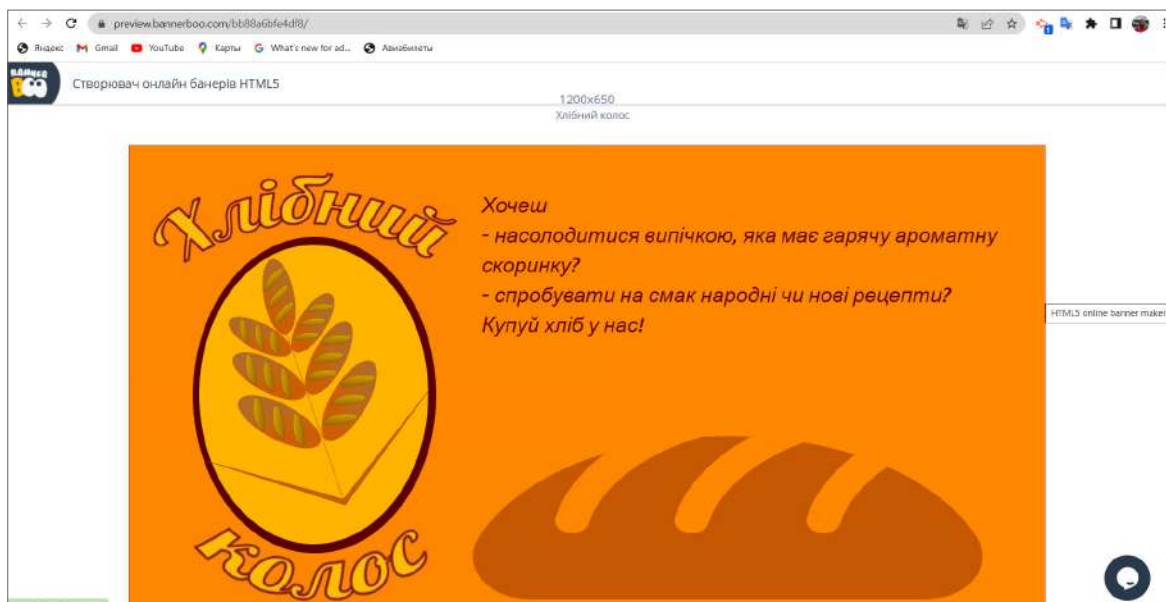 preview.bannerboo.com/bb88a6bfe4df8/
Яндекс Gmail YouTube Карты What's new for ad... Авиабилеты
БАННЕР
BOO
Створювач онлайн банерів HTML5
1200x650
Хлібний колос
Хлібний
Хочеш
- насолодитися випічкою, яка має гарячу ароматну
скоринку?
- спробувати на смак народні чи нові рецепти?
Купуй хліб у нас!
HTML5 online banner maker
колос